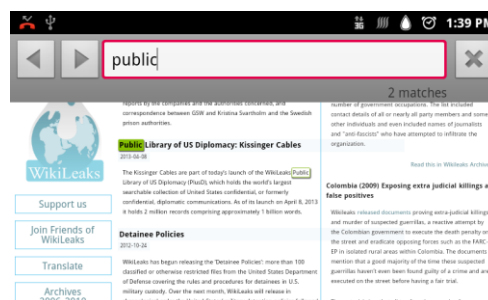 3G
1:39 PM
public
2 matches
WikiLeaks
Support us
Join Friends of
WikiLeaks
Translate
Archives
2006-2010
reports by the companies and the authorities concerned, and
correspondence between GSW and Kristina Svartholm and the Swedish
prison authorities.
Public Library of US Diplomacy: Kissinger Cables
2013-04-08
The Kissinger Cables are part of today's launch of the WikiLeaks Public
Library of US Diplomacy (PlusD), which holds the world's largest
searchable collection of United States confidential, or formerly
confidential, diplomatic communications. As of its launch on April 8, 2013
it holds 2 million records comprising approximately 1 billion words.
Detainee Policies
2012-10-24
WikiLeaks has begun releasing the 'Detainee Policies': more than 100
classified or otherwise restricted files from the United States Department
of Defense covering the rules and procedures for detainees in U.S.
military custody. Over the next month, WikiLeaks will release in
number of government occupations. The list included
contact details of all or nearly all party members and some
other individuals and even included names of journalists
and "anti-fascists" who have attempted to infiltrate the
organization.
Read this in WikiLeaks Archive
Colombia (2009) Exposing extra judicial killings a
false positives
Wikileaks released documents proving extra-judicial killings
and murder of suspected guerrillas, a reactive attempt by
the Colombian government to execute the death penalty on
the street and eradicate opposing forces such as the FARC-
EP in isolated rural areas within Colombia. The documents
mention that a good majority of the time these suspected
guerrillas haven't even been found guilty of a crime and are
executed on the street before having a fair trial.